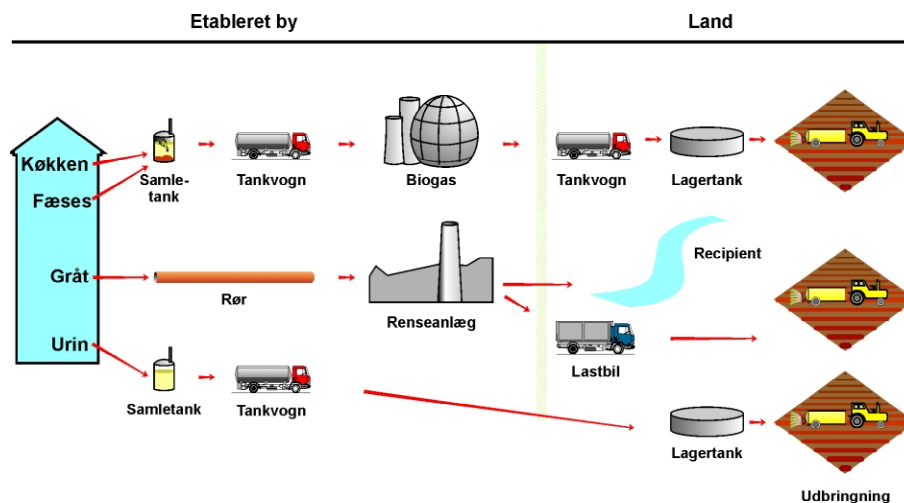 Etableret by
Land
Køkken
Fæses
Samle-
tank
Tankvogn
Biogas
Tankvogn
Lagertank
Gråt
Rør
Renseanlæg
Recipient
Lastbil
Urin
Samletank
Tankvogn
Lagertank
Udbringning